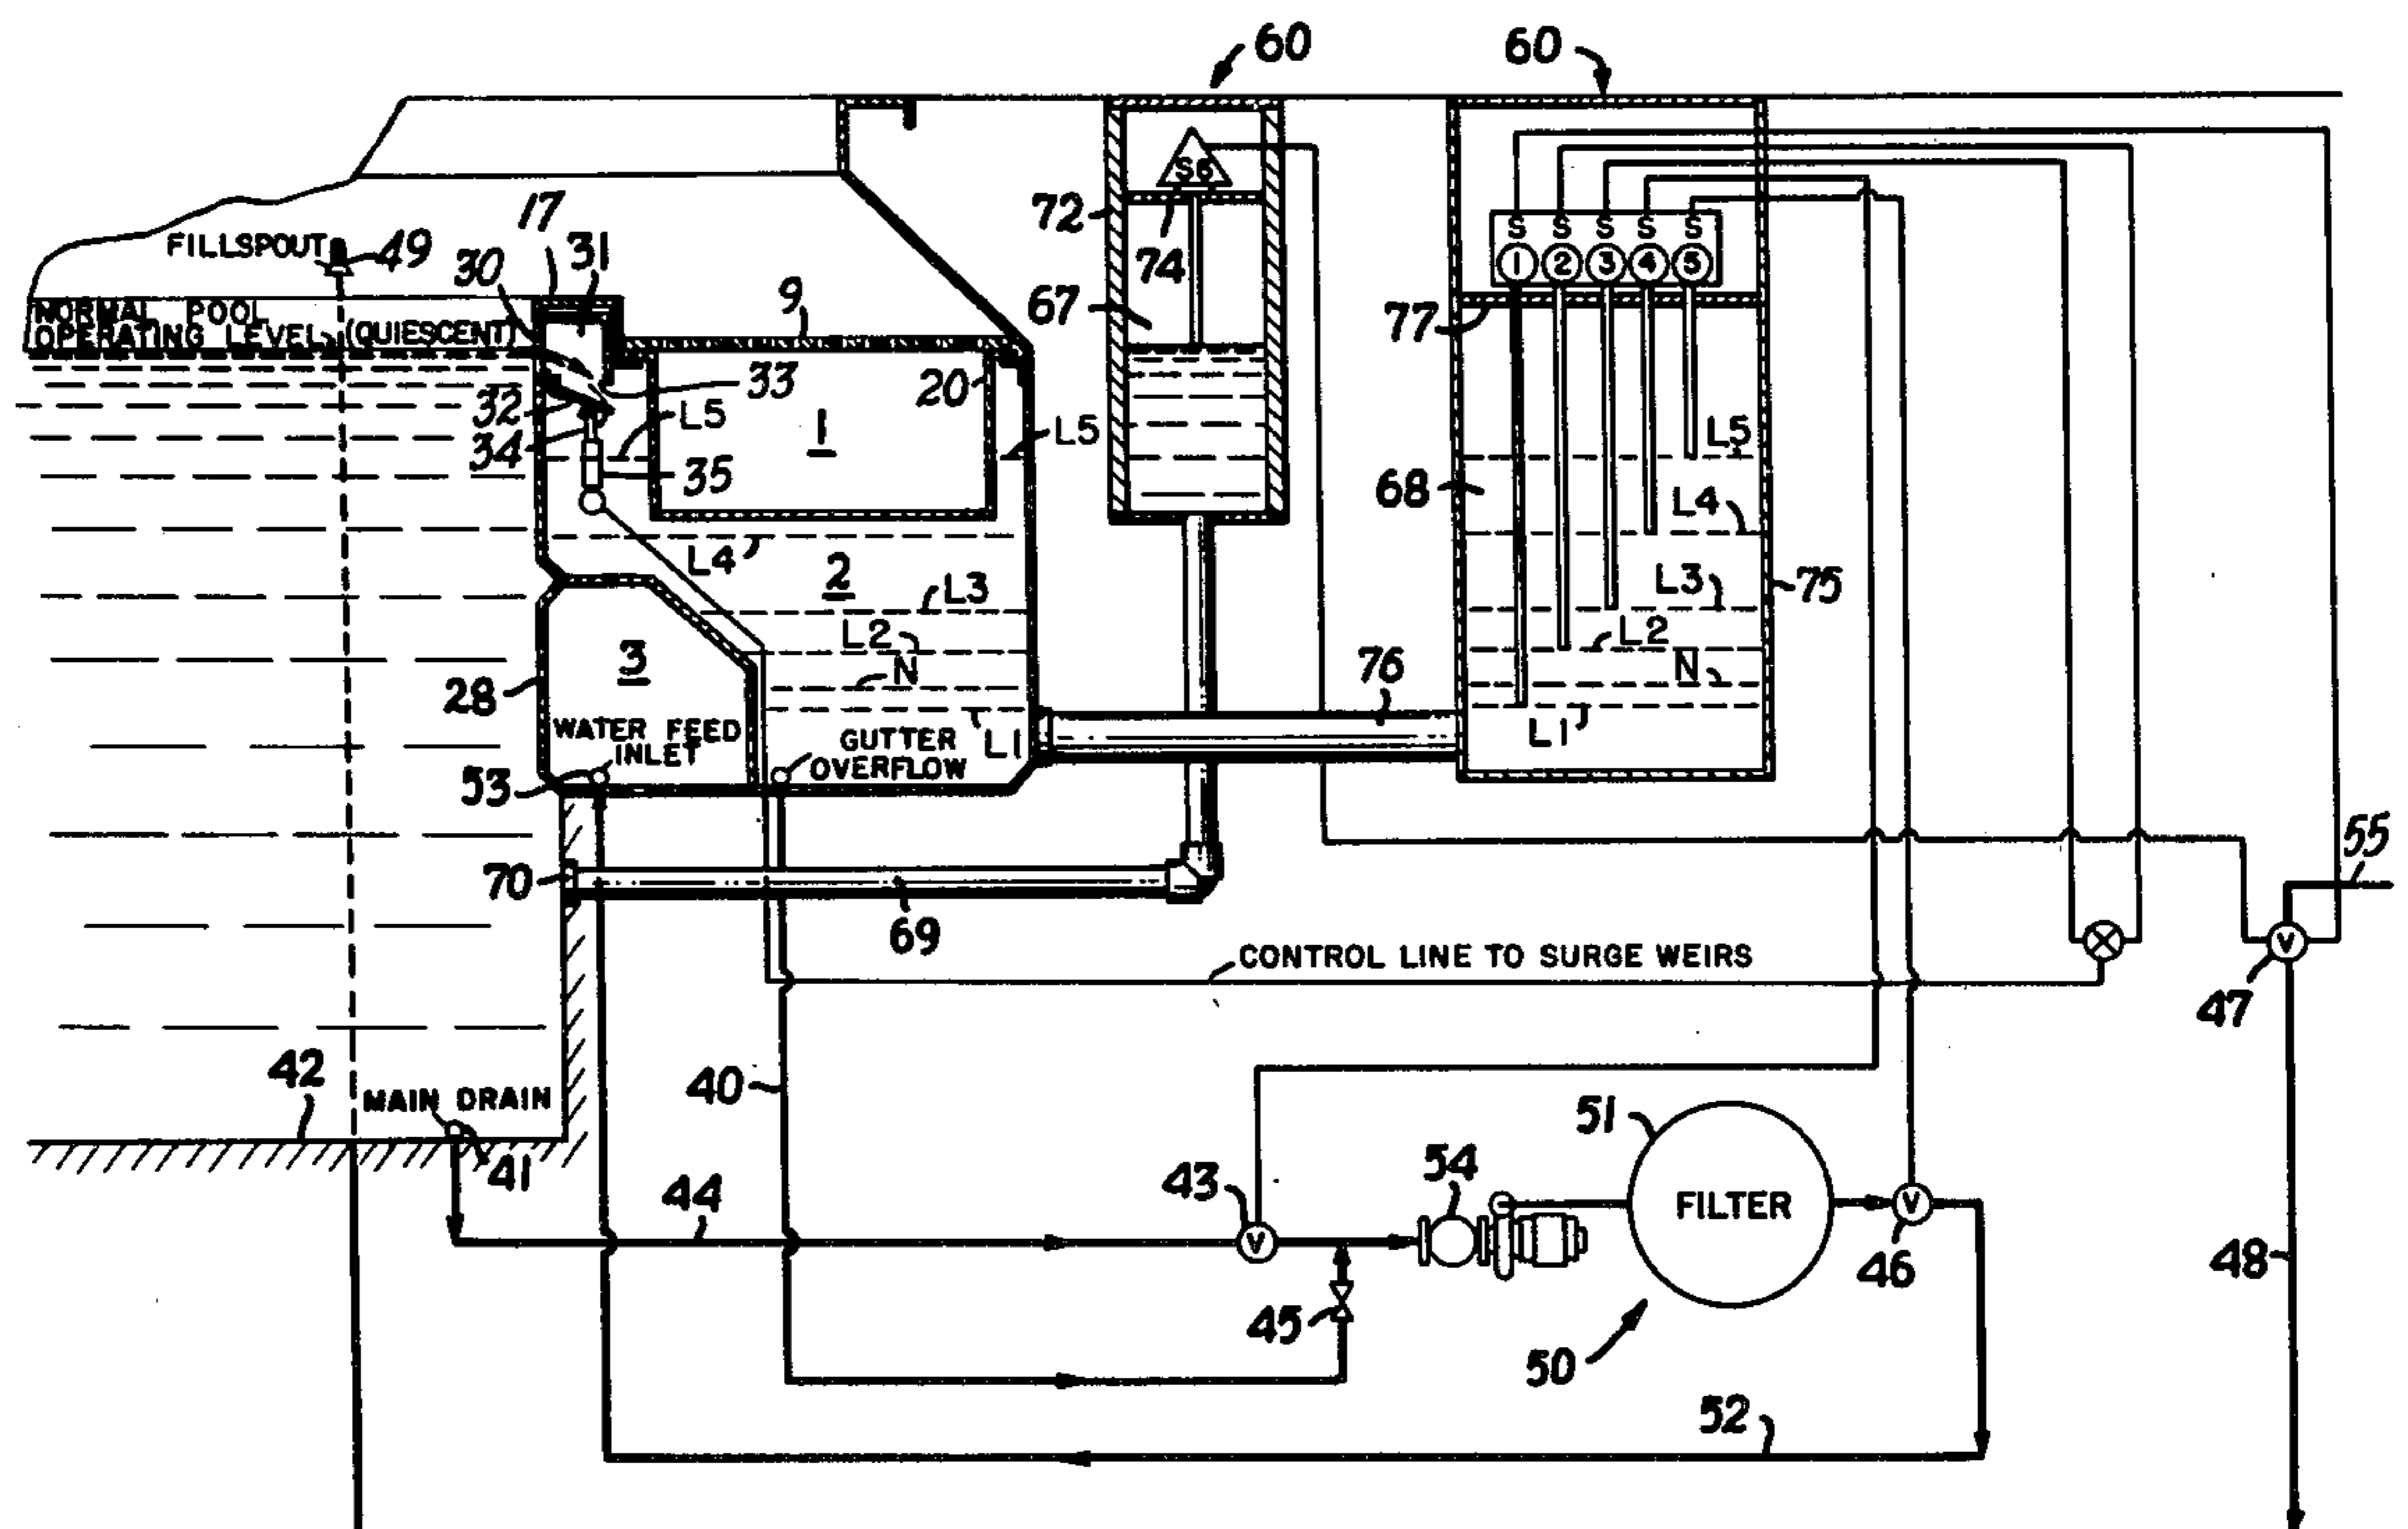 60
60
S6
72
74
67
S S S S S
1 2 3 4 5
77
17
31
FILLSPOUT
49
30
NORMAL POOL
OPERATING LEVEL (QUIESCENT)
9
33
20
32
L5
1
L5
34
35
L5
68
L4
L4
2
L3
L3
75
L2
L2
N
N
3
28
76
WATER FEED
INLET
L1
L1
GUTTER
OVERFLOW
53
55
70
69
CONTROL LINE TO SURGE WEIRS
47
42
MAIN DRAIN
41
40
51
54
44
43
V
V
V
FILTER
46
48
45
50
52